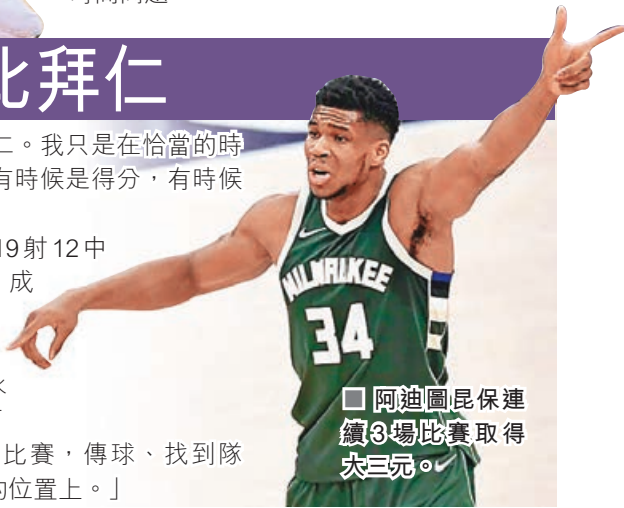 比拜仁
仁。我只是在恰當的時
有時候是得分，有時候
19射12中
成
比賽，傳球、找到隊
的位置上。」
MILWAUKEE
34
■ 阿迪圖昆保連
續3場比賽取得
大三元。